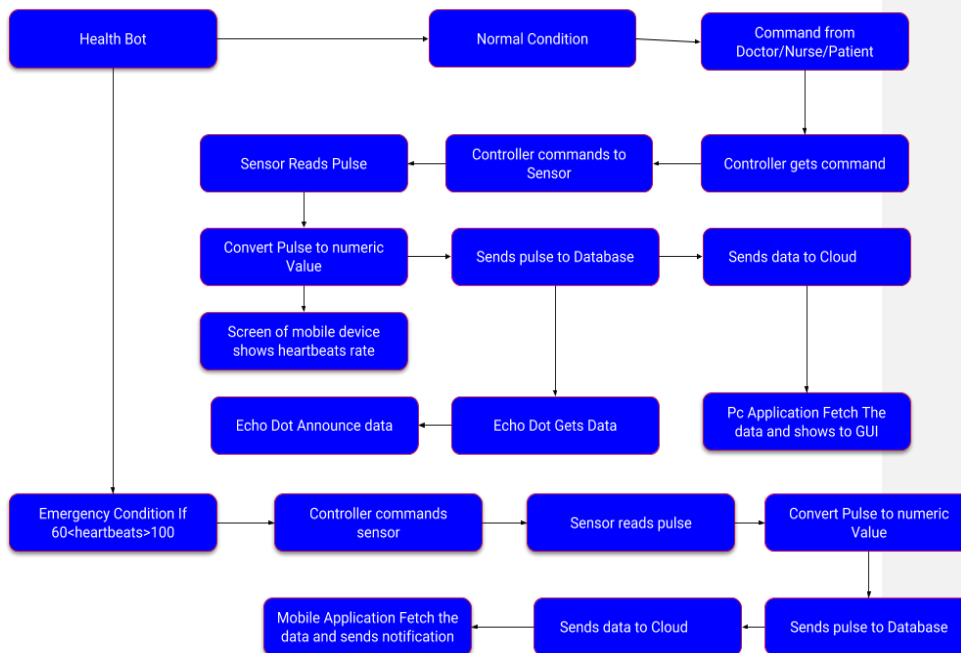 Health Bot
Normal Condition
Command from
Doctor/Nurse/Patient
Sensor Reads Pulse
Controller commands to
Sensor
Controller gets command
Convert Pulse to numeric
Value
Sends pulse to Database
Sends data to Cloud
Screen of mobile device
shows heartbeats rate
Echo Dot Announce data
Echo Dot Gets Data
Pc Application Fetch The
data and shows to GUI
Emergency Condition If
60<heartbeats>100
Controller commands
sensor
Sensor reads pulse
Convert Pulse to numeric
Value
Mobile Application Fetch the
data and sends notification
Sends data to Cloud
Sends pulse to Database